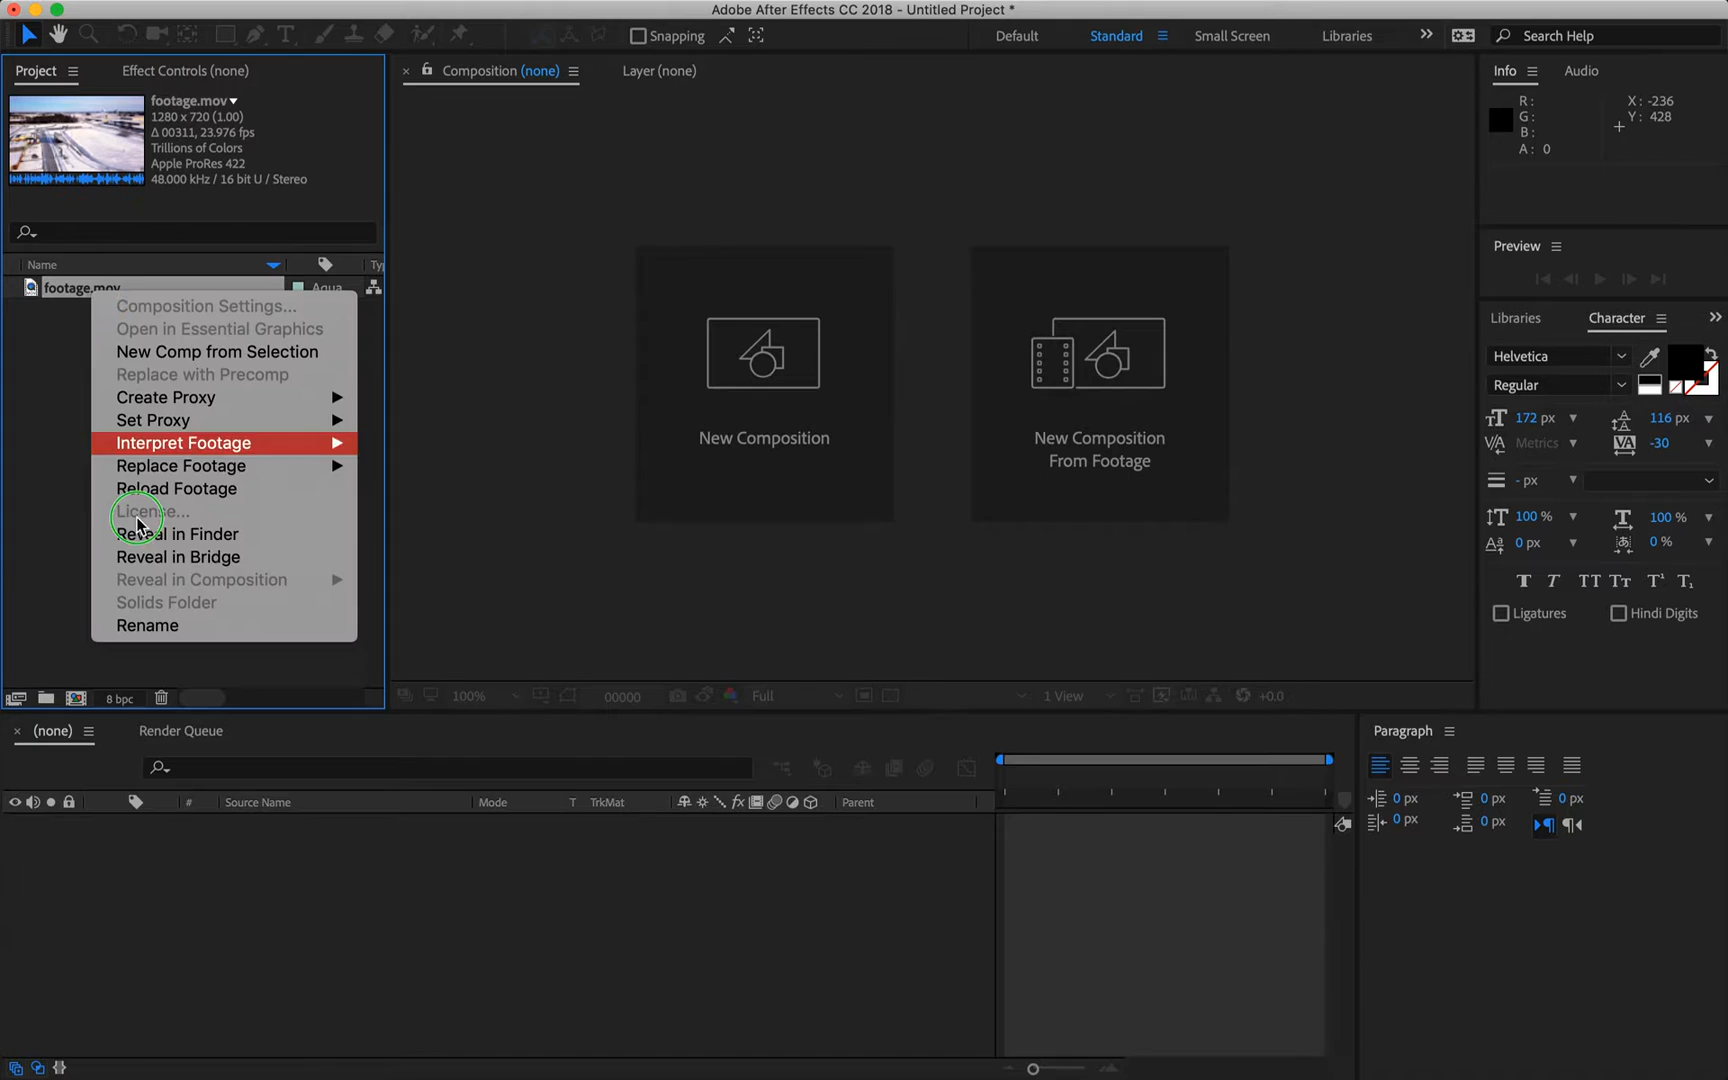 Adobe After Effects CC 2018 - Untitled Project *
Snapping
Default
Standard
Small Screen
Libraries
Search Help
Project
Effect Controls (none)
footage.mov
1280 x 720 (1.00)
Δ 00311, 23.976 fps
Trillions of Colors
Apple ProRes 422
48.000 kHz / 16 bit U / Stereo
Composition (none)
Layer (none)
Info
Audio
R:
G:
B:
A: 0
X: -236
Y: 428
Name
Ty
footage.mov
Aqua
Composition Settings...
Open in Essential Graphics
New Comp from Selection
Replace with Precomp
Create Proxy
Set Proxy
Interpret Footage
Replace Footage
Reload Footage
License...
Reveal in Finder
Reveal in Bridge
Reveal in Composition
Solids Folder
Rename
New Composition
New Composition
From Footage
Preview
Libraries
Character
Helvetica
Regular
172 px
116 px
Metrics
-30
- px
100 %
100 %
0 px
0 %
Ligatures
Hindi Digits
8 bpc
100%
00000
Full
1 View
+0.0
(none)
Render Queue
#
Source Name
Mode
T
TrkMat
Parent
Paragraph
0 px
0 px
0 px
0 px
0 px